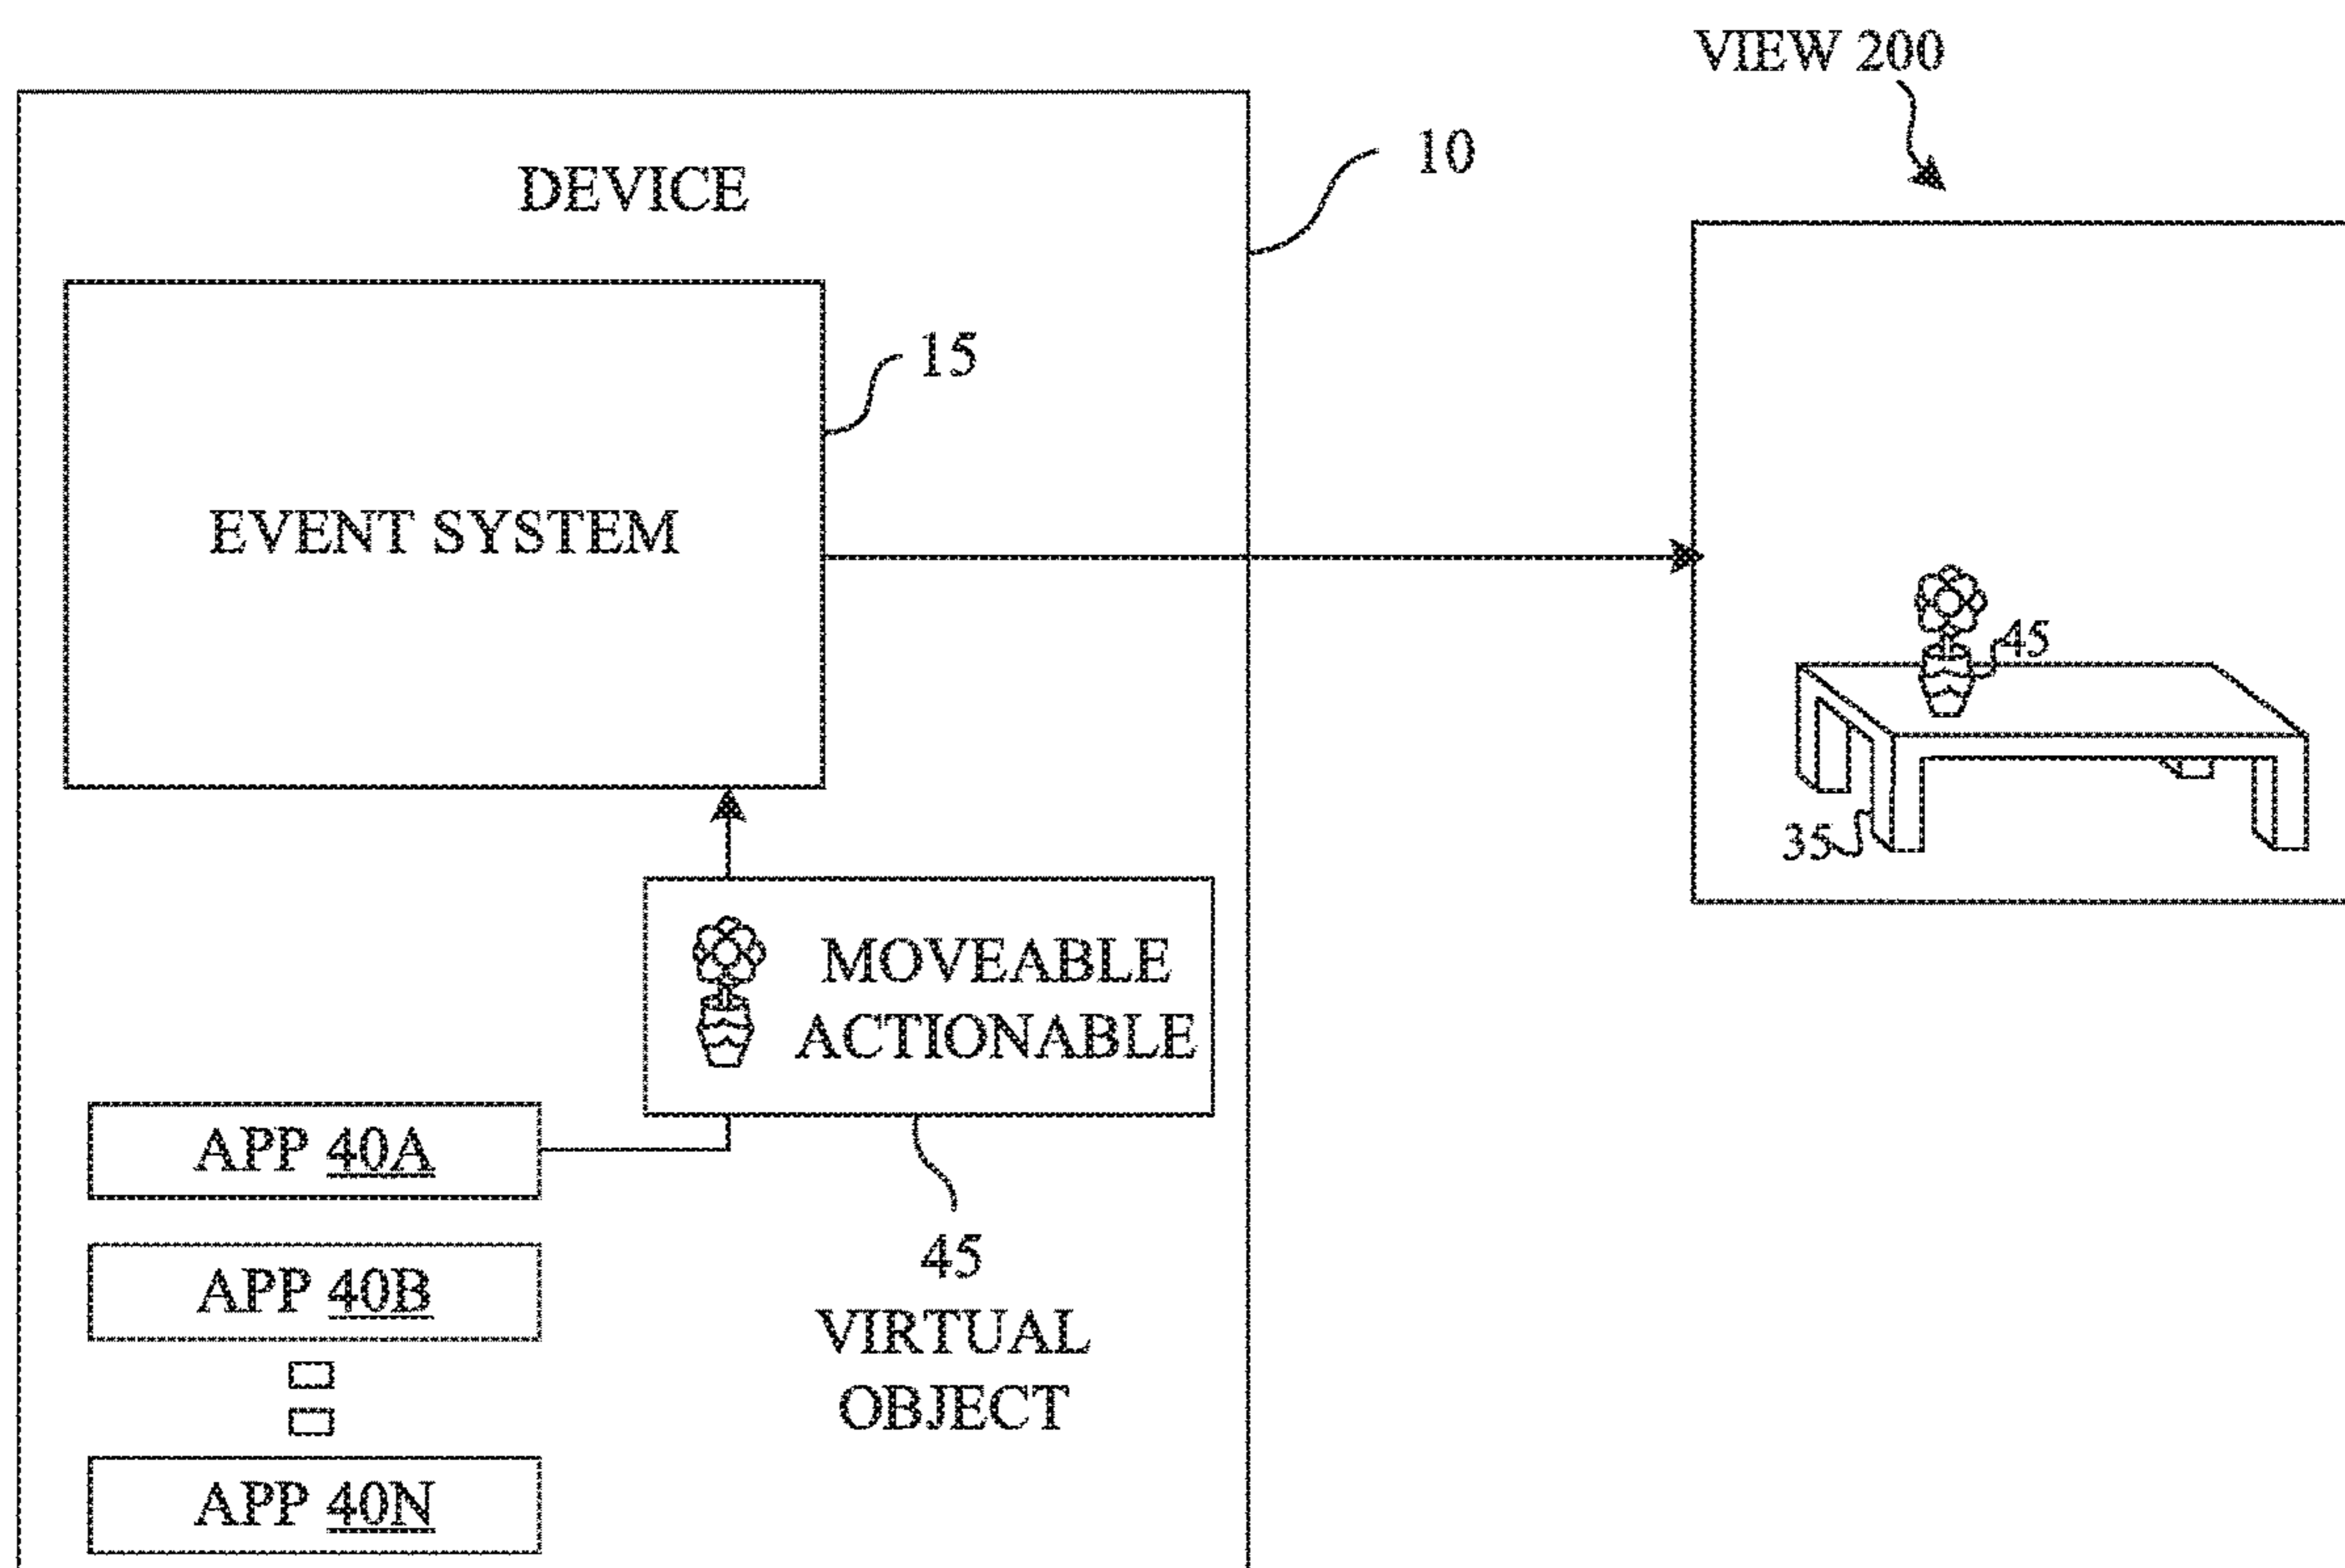 VIEW 200
10
DEVICE
15
EVENT SYSTEM
45
35
MOVEABLE
ACTIONABLE
APP 40A
APP 40B
APP 40N
45
VIRTUAL
OBJECT